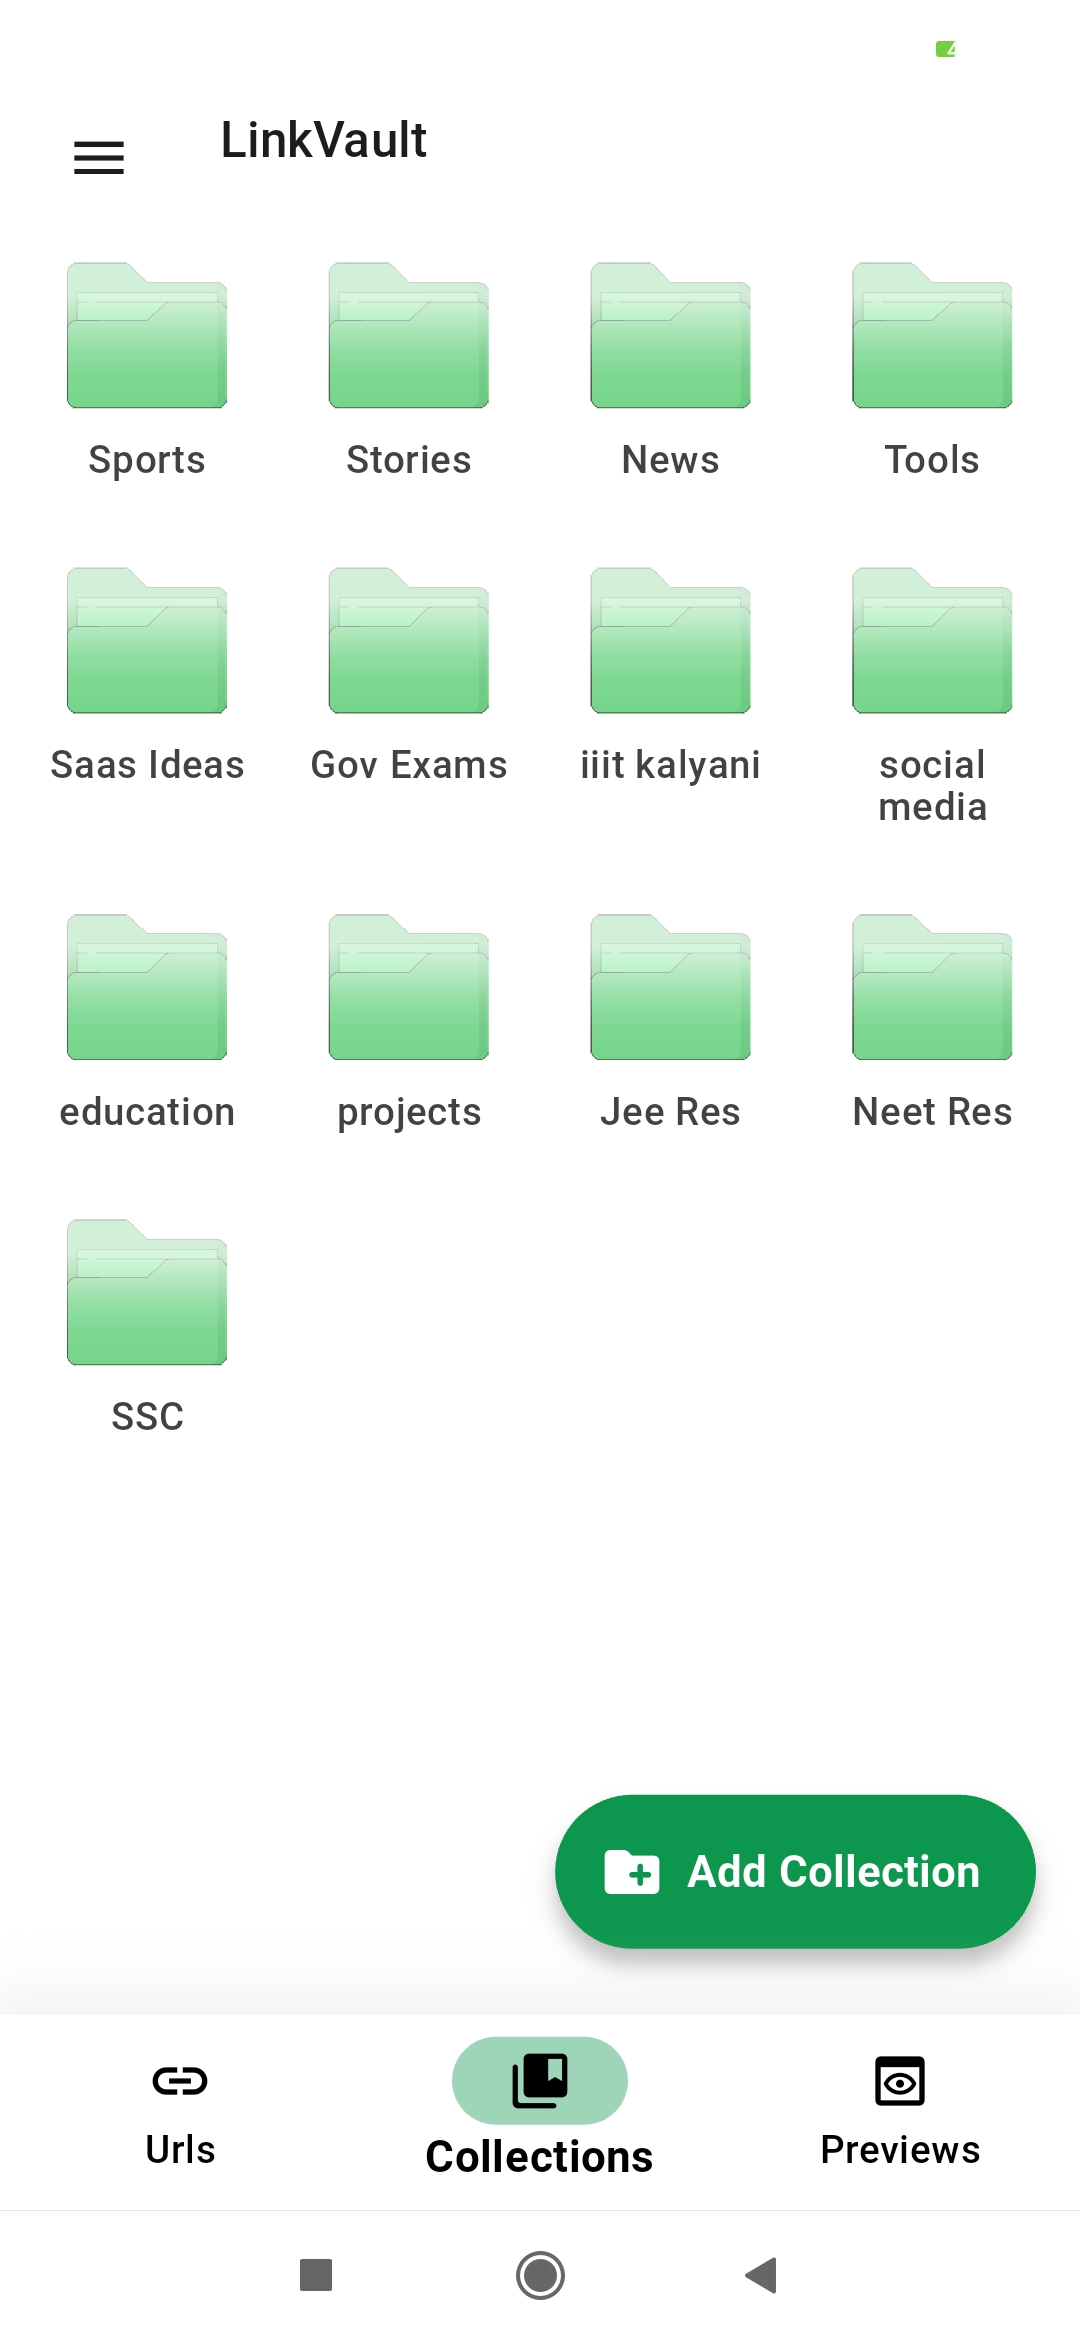 LinkVault
Sports
Stories
News
Tools
Saas Ideas
Gov Exams
iiit kalyani
social
media
education
projects
Jee Res
Neet Res
SSC
Add Collection
Urls
Collections
Previews